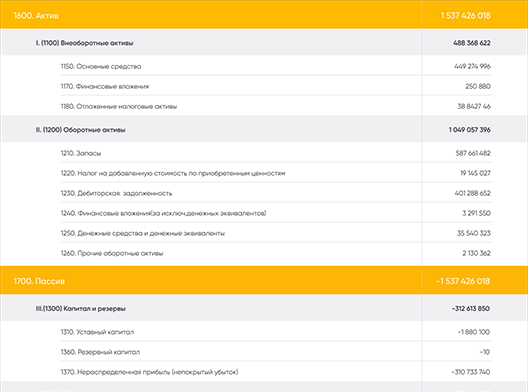 1600. Актив 1 537 426 018
I. (1100) Внеоборотные активы 488 368 622
1150. Основные средства 449 274 996
1170. Финансовые вложения 250 880
1180. Отложенные налоговые активы 38 8427 46
II. (1200) Оборотные активы 1 049 057 396
1210. Запасы 587 661 482
1220. Налог на добавленную стоимость по приобретенным ценностям 19 145 027
1230. Дебиторская задолженность 401 288 652
1240. Финансовые вложения(за исключ.денежных эквивалентов) 3 291 550
1250. Денежные средства и денежные эквиваленты 35 540 323
1260. Прочие оборотные активы 2 130 362
1700. Пассив -1 537 426 018
III.(1300) Капитал и резервы -312 613 850
1310. Уставный капитал -1 880 100
1360. Резервный капитал -10
1370. Нераспределенная прибыль (непокрытый убыток) -310 733 740